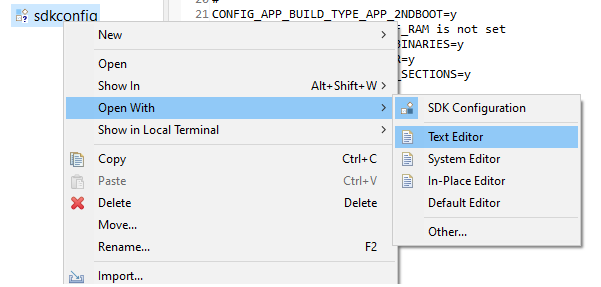 sdkconfig
#
21 CONFIG_APP_BUILD_TYPE_APP_2NDBOOT=y
E_RAM is not set
BINARIES=y
R=y
_SECTIONS=y
New
Open
Show In Alt+Shift+W
Open With
Show in Local Terminal
Copy Ctrl+C
Paste Ctrl+V
Delete Delete
Move...
Rename... F2
Import...
SDK Configuration
Text Editor
System Editor
In-Place Editor
Default Editor
Other...